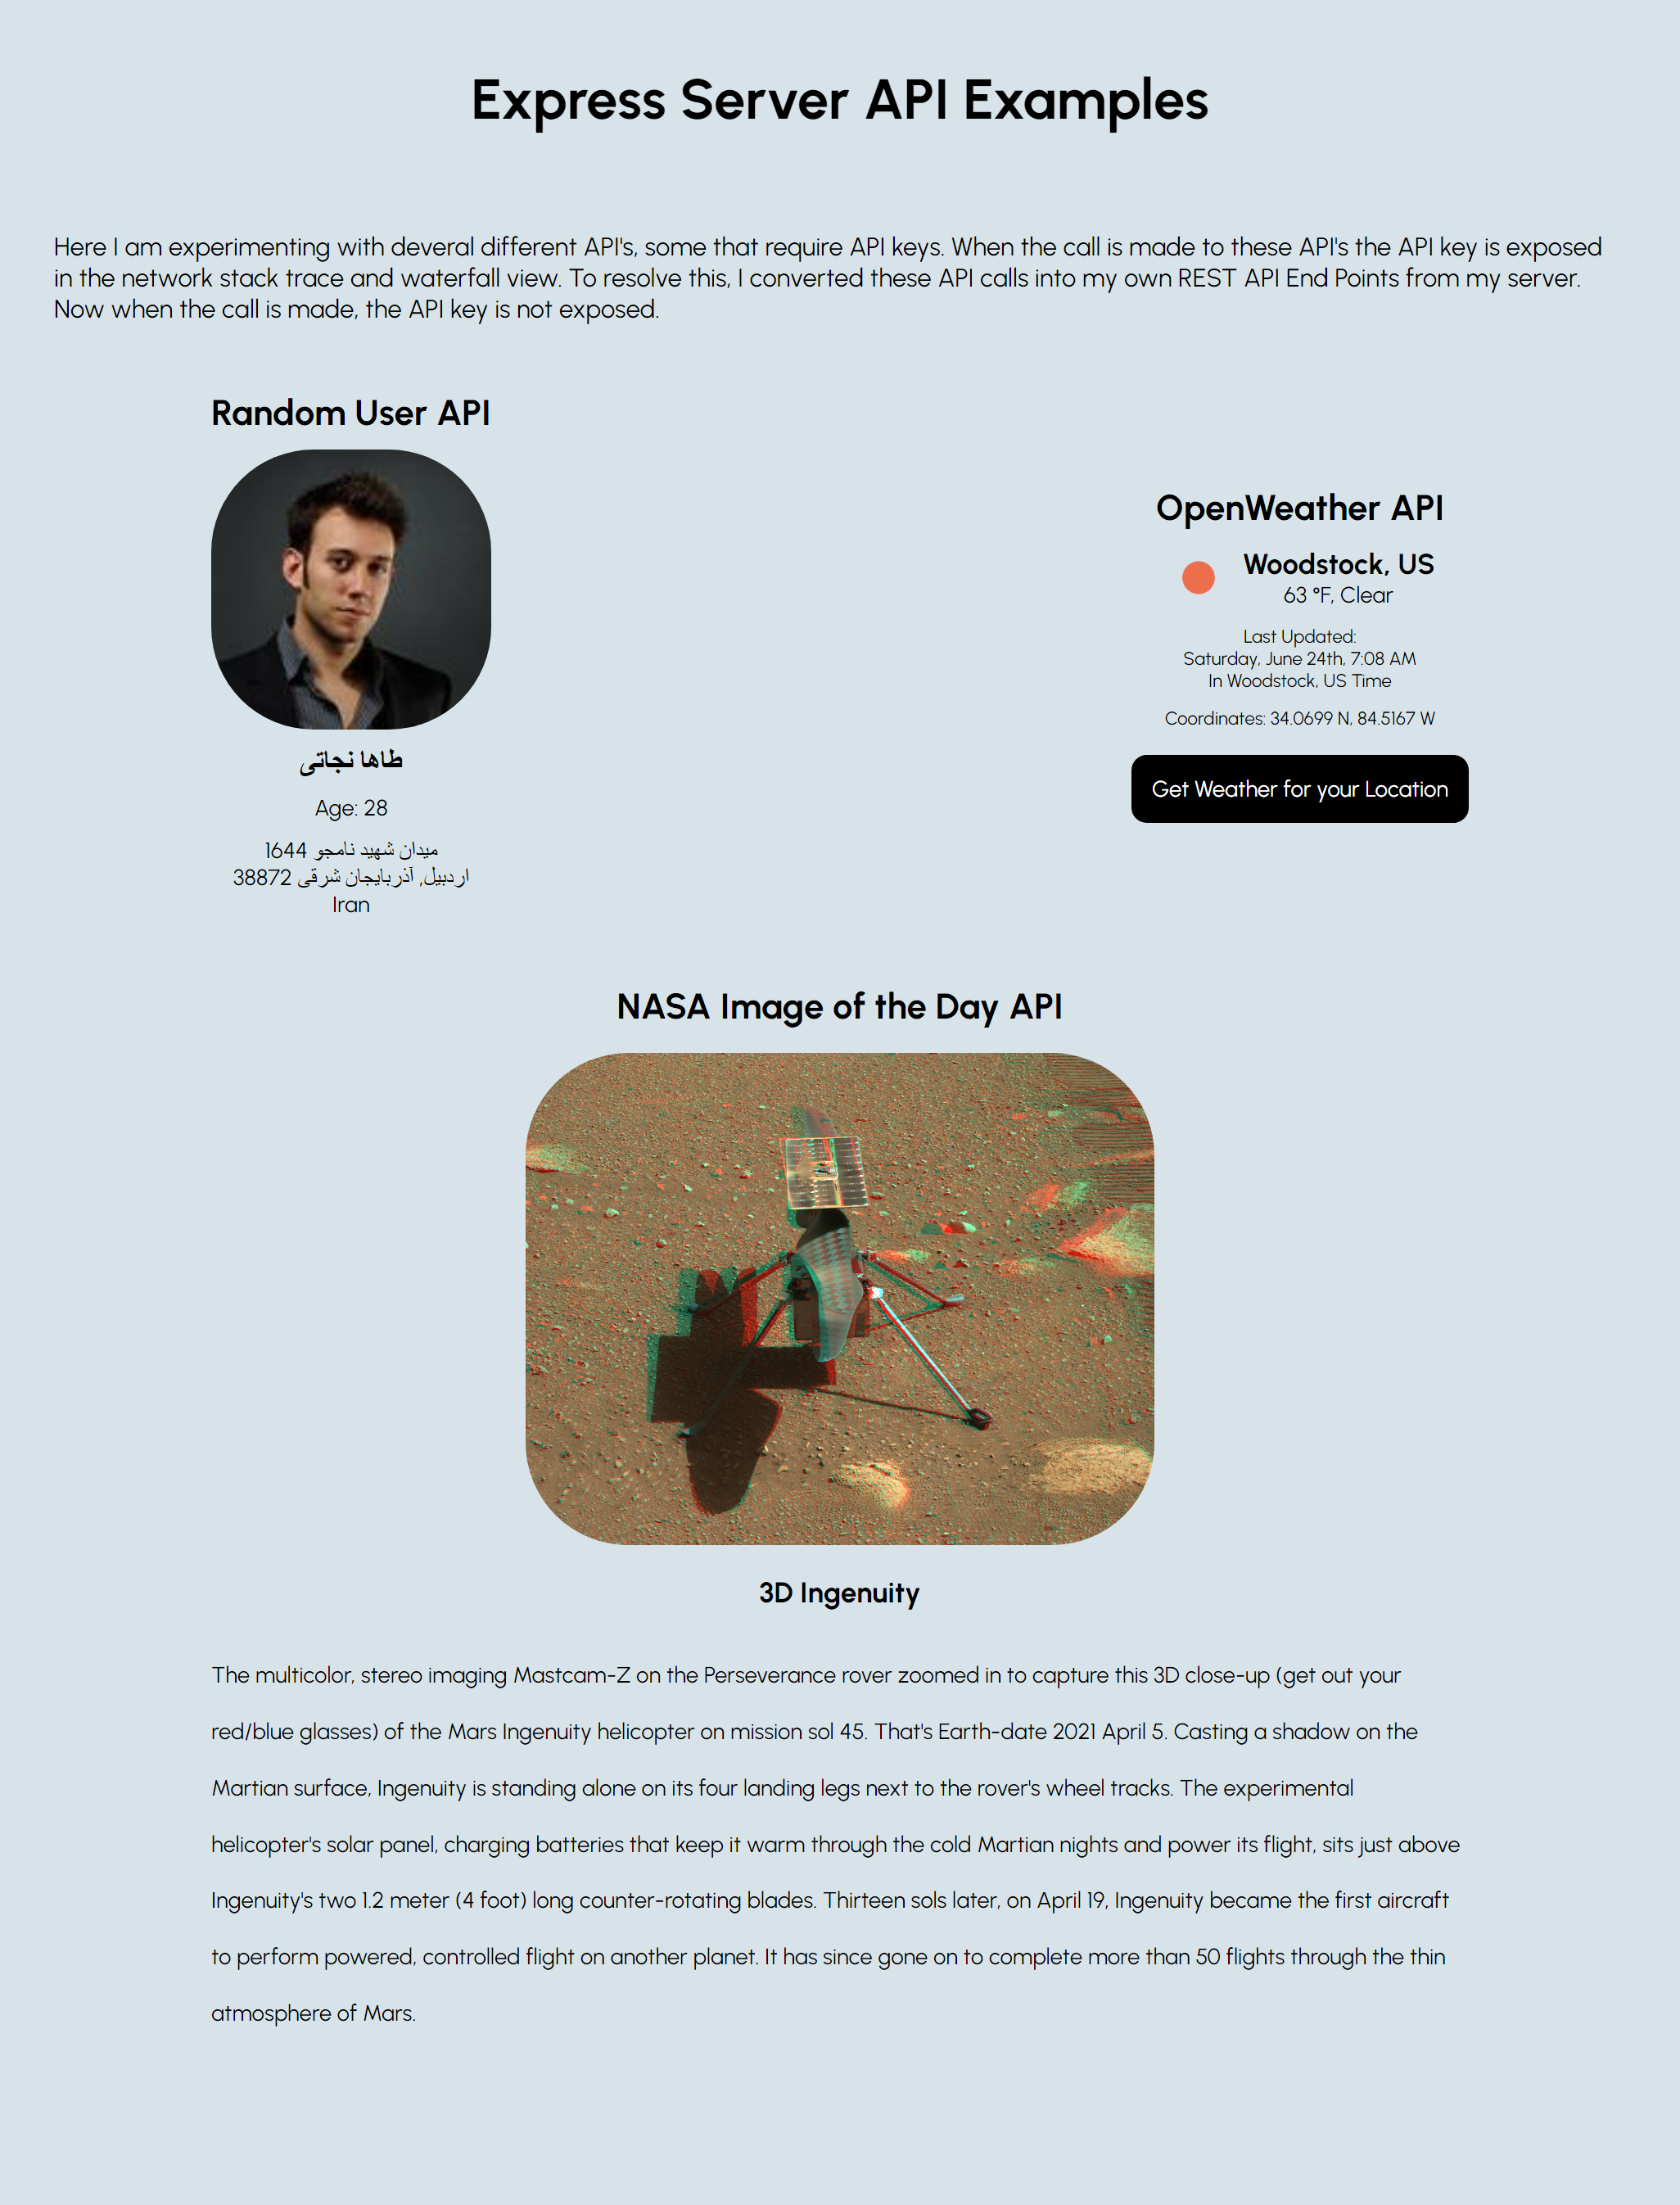 Express Server API Examples
Here I am experimenting with deveral different API's, some that require API keys. When the call is made to these API's the API key is exposed
in the network stack trace and waterfall view. To resolve this, I converted these API calls into my own REST API End Points from my server.
Now when the call is made, the API key is not exposed.
Random User API
طاها نجاتی
Age: 28
1644 میدان شهید نامجو
اردبیل, آذربایجان شرقی 38872
Iran
OpenWeather API
Woodstock, US
63 °F, Clear
Last Updated:
Saturday, June 24th, 7:08 AM
In Woodstock, US Time
Coordinates: 34.0699 N, 84.5167 W
Get Weather for your Location
NASA Image of the Day API
3D Ingenuity
The multicolor, stereo imaging Mastcam-Z on the Perseverance rover zoomed in to capture this 3D close-up (get out your
red/blue glasses) of the Mars Ingenuity helicopter on mission sol 45. That's Earth-date 2021 April 5. Casting a shadow on the
Martian surface, Ingenuity is standing alone on its four landing legs next to the rover's wheel tracks. The experimental
helicopter's solar panel, charging batteries that keep it warm through the cold Martian nights and power its flight, sits just above
Ingenuity's two 1.2 meter (4 foot) long counter-rotating blades. Thirteen sols later, on April 19, Ingenuity became the first aircraft
to perform powered, controlled flight on another planet. It has since gone on to complete more than 50 flights through the thin
atmosphere of Mars.